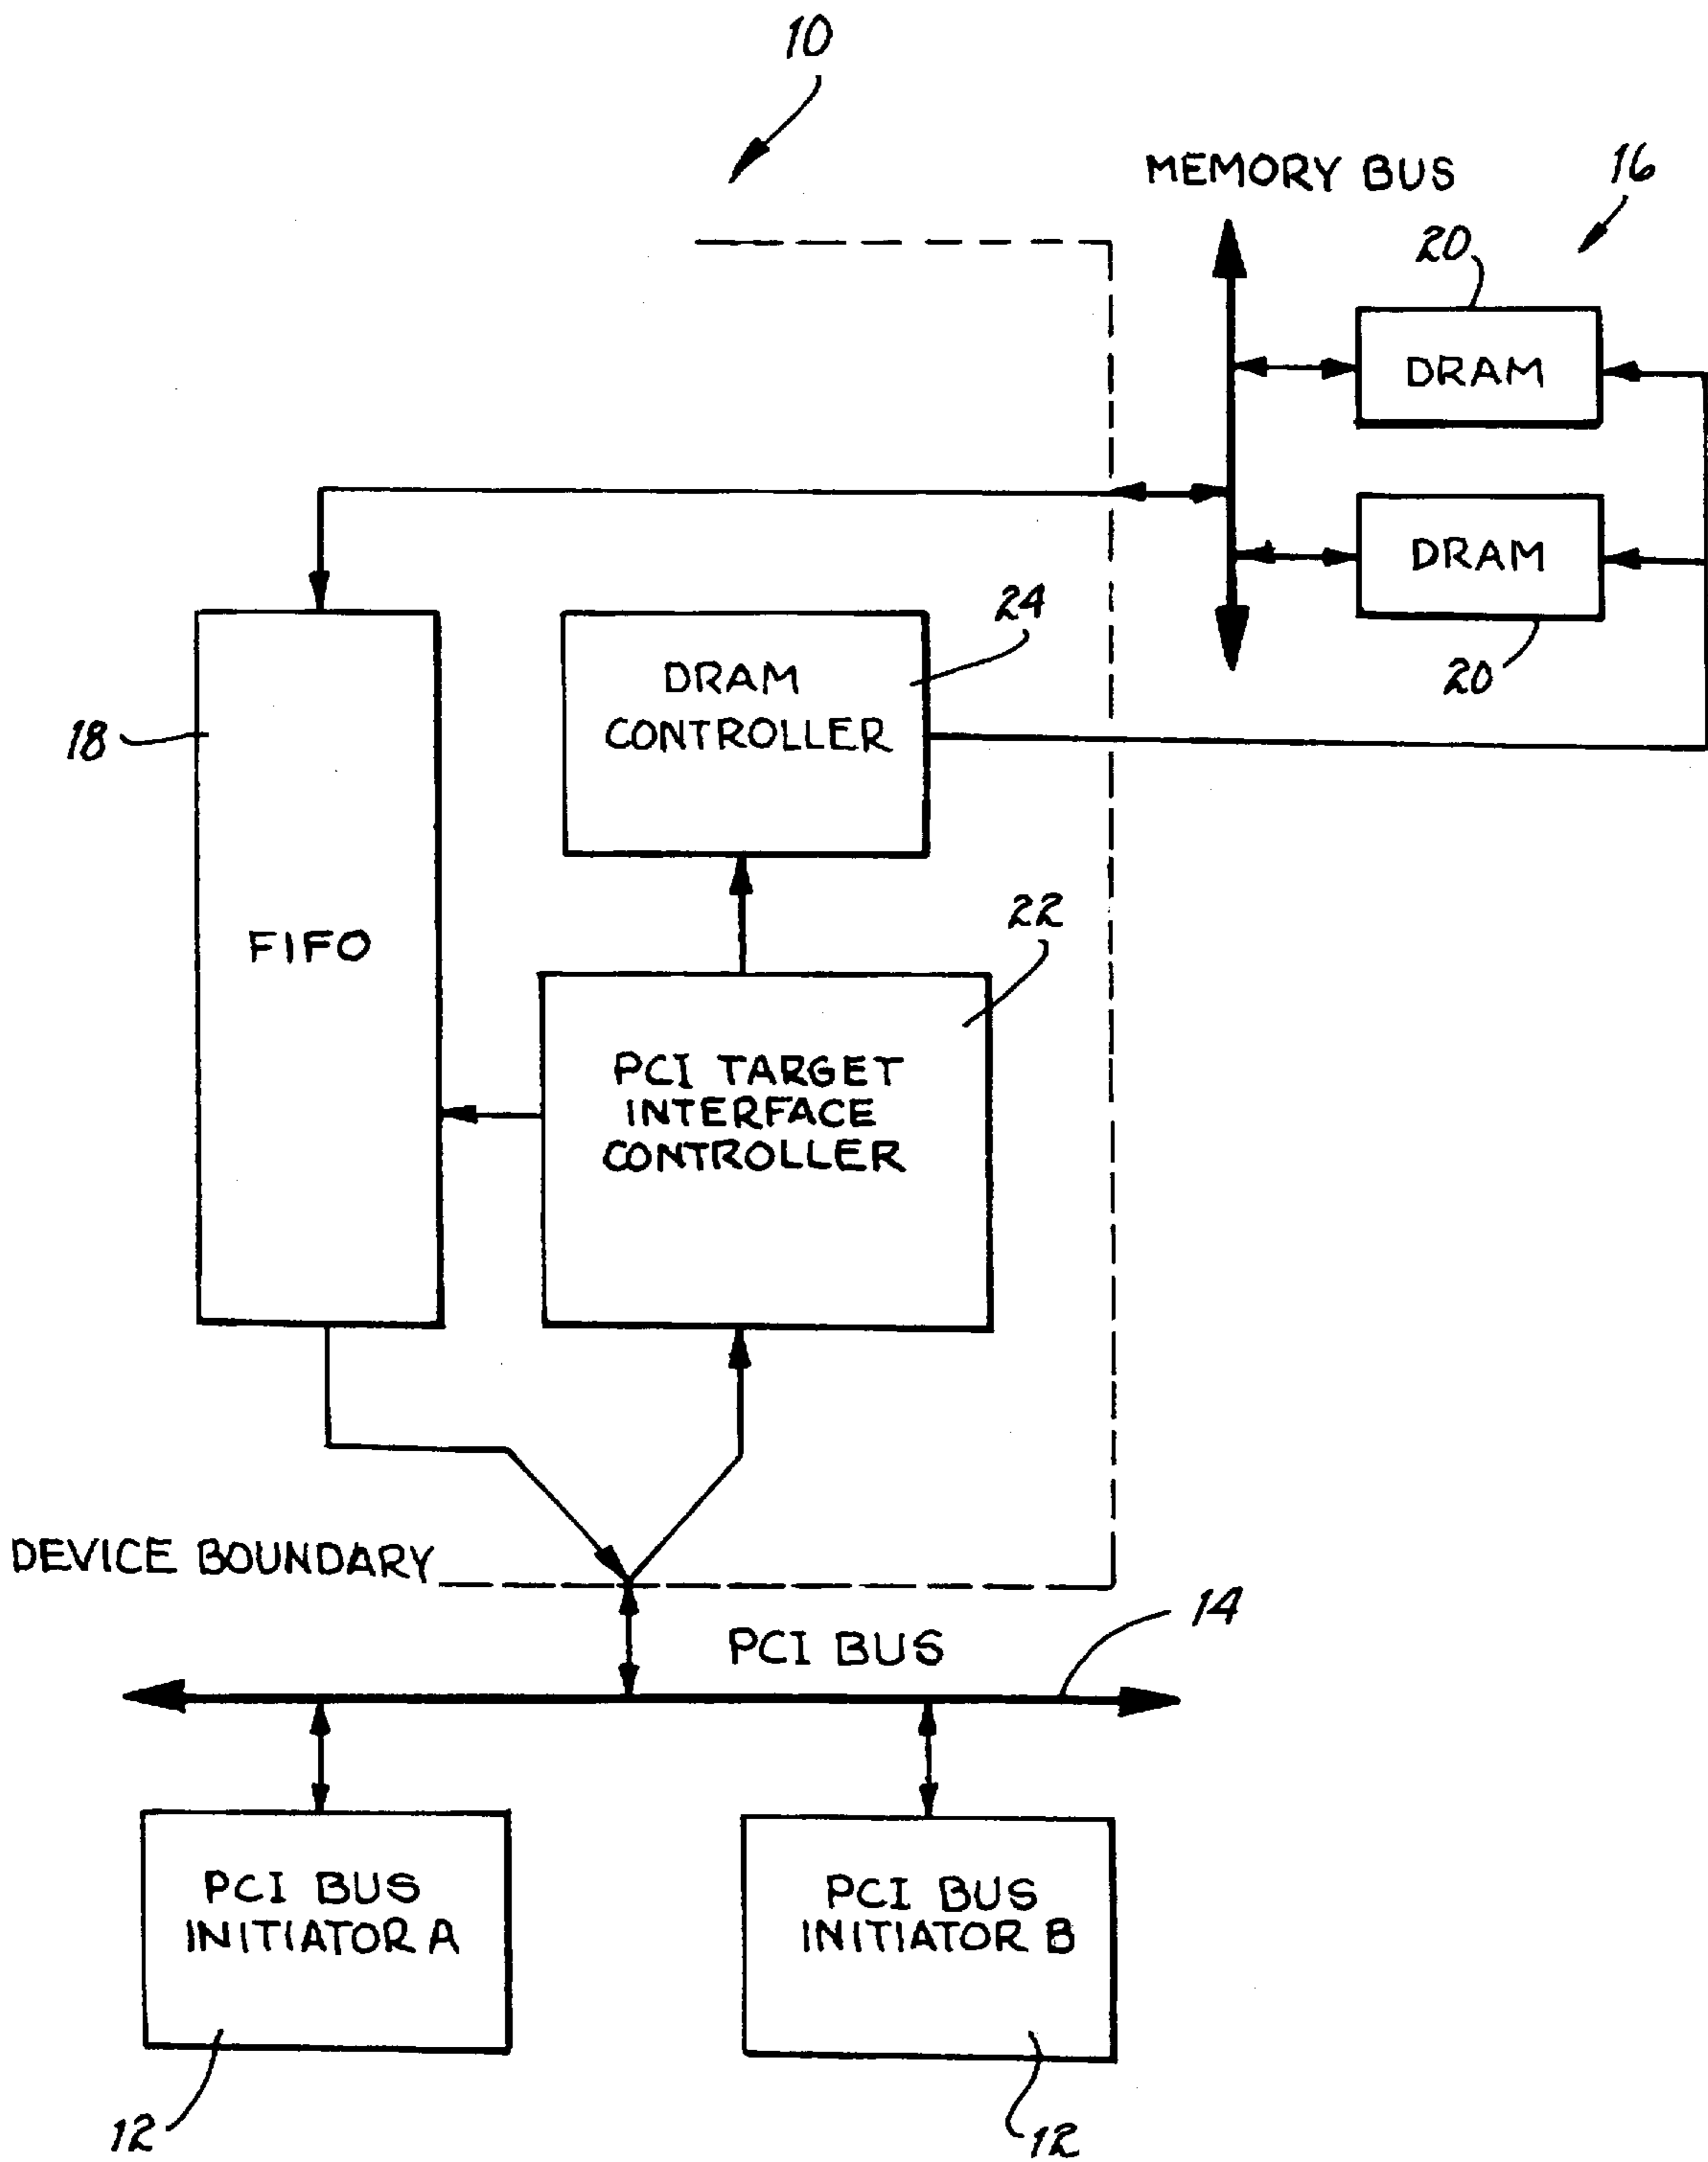 10
MEMORY BUS
16
20
DRAM
DRAM
20
24
DRAM
CONTROLLER
18
22
FIFO
PCI TARGET
INTERFACE
CONTROLLER
DEVICE BOUNDARY
14
PCI BUS
PCI BUS
INITIATOR A
PCI BUS
INITIATOR B
12
12